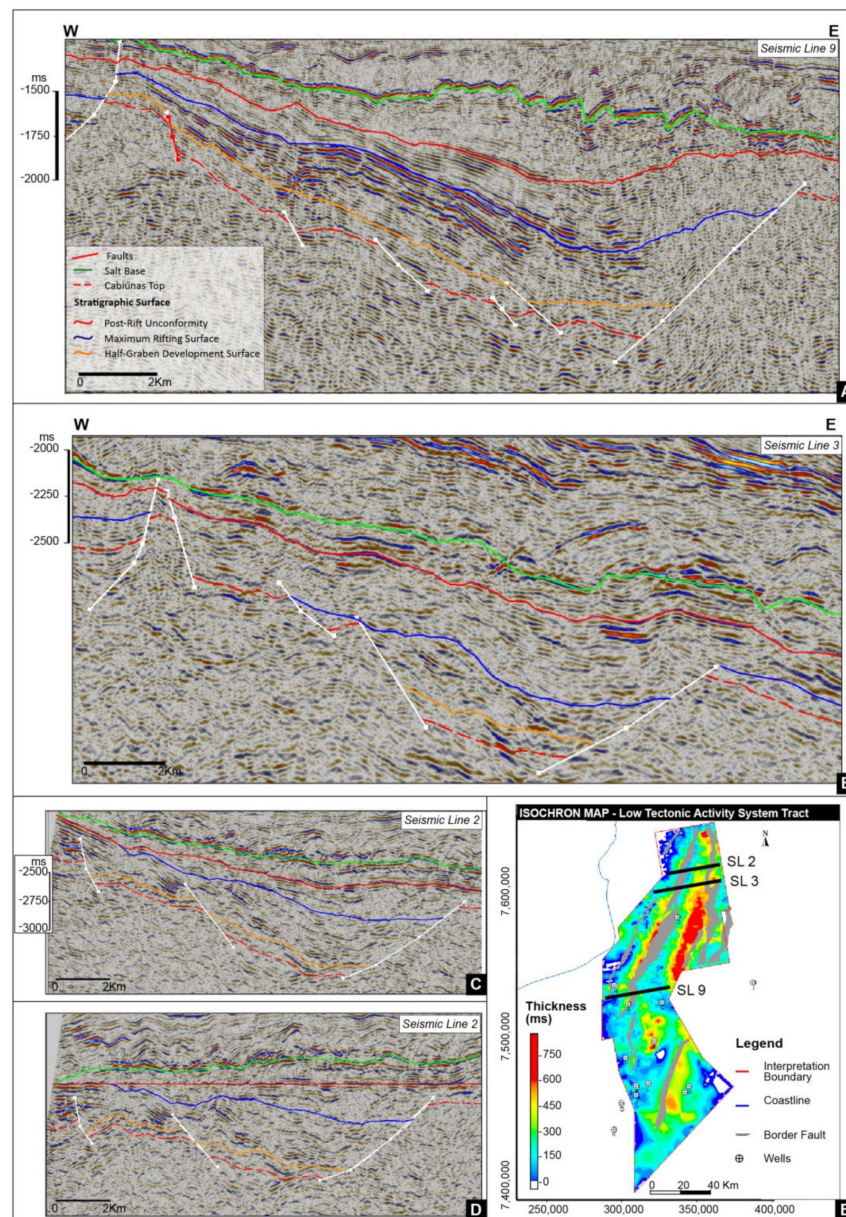 W
E
Seismic Line 9
ms
-1500
-1750
-2000
Faults
Salt Base
Cabiúnas Top
Stratigraphic Surface
Post-Rift Unconformity
Maximum Rifting Surface
Half-Graben Development Surface
0 2Km
A
W
E
Seismic Line 3
ms
-2000
-2250
-2500
0 2Km
B
Seismic Line 2
ms
-2500
-2750
-3000
0 2Km
C
Seismic Line 2
0 2Km
D
ISOCHRON MAP - Low Tectonic Activity System Tract
N
SL 2
SL 3
SL 9
7,600,000
7,500,000
7,400,000
Thickness
(ms)
750
600
450
300
150
0
Legend
Interpretation
Boundary
Coastline
Border Fault
Wells
0 20 40 Km
250,000 300,000 350,000 400,000
E